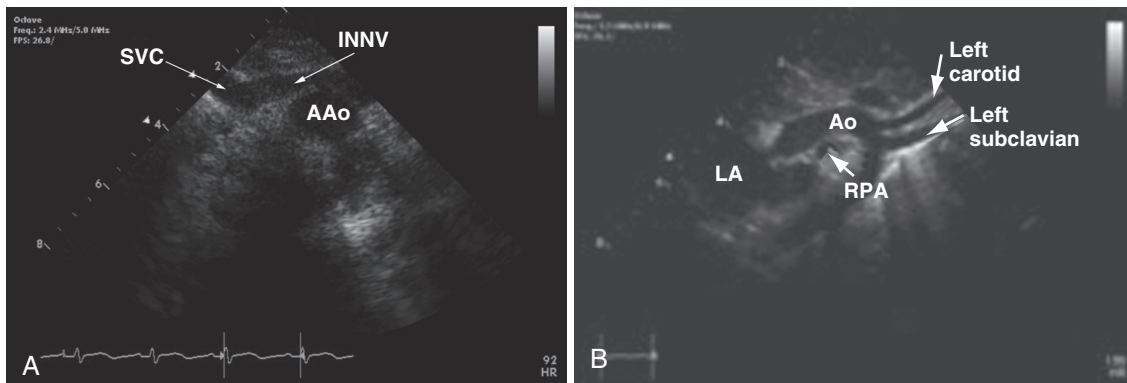 Octave
Freq.: 2.4 MHz/5.0 MHz
FPS: 26.8/
SVC
INNV
AAo
2
4
6
8
92
HR
A
Left
carotid
Ao
Left
subclavian
LA
RPA
HR
B